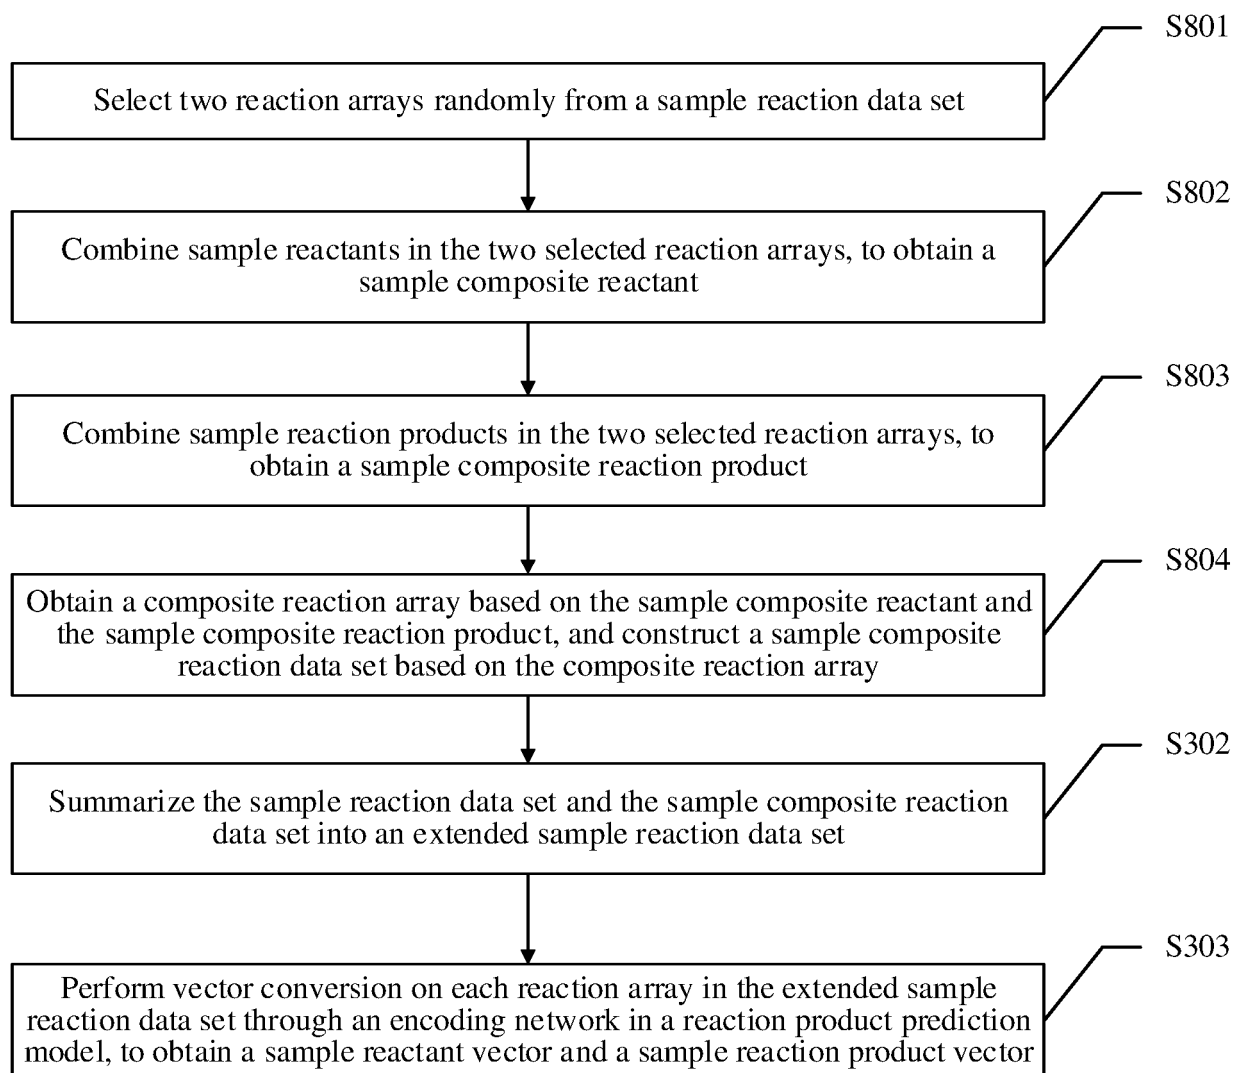 S801
Select two reaction arrays randomly from a sample reaction data set
S802
Combine sample reactants in the two selected reaction arrays, to obtain a
sample composite reactant
S803
Combine sample reaction products in the two selected reaction arrays, to
obtain a sample composite reaction product
S804
Obtain a composite reaction array based on the sample composite reactant and
the sample composite reaction product, and construct a sample composite
reaction data set based on the composite reaction array
S302
Summarize the sample reaction data set and the sample composite reaction
data set into an extended sample reaction data set
S303
Perform vector conversion on each reaction array in the extended sample
reaction data set through an encoding network in a reaction product prediction
model, to obtain a sample reactant vector and a sample reaction product vector